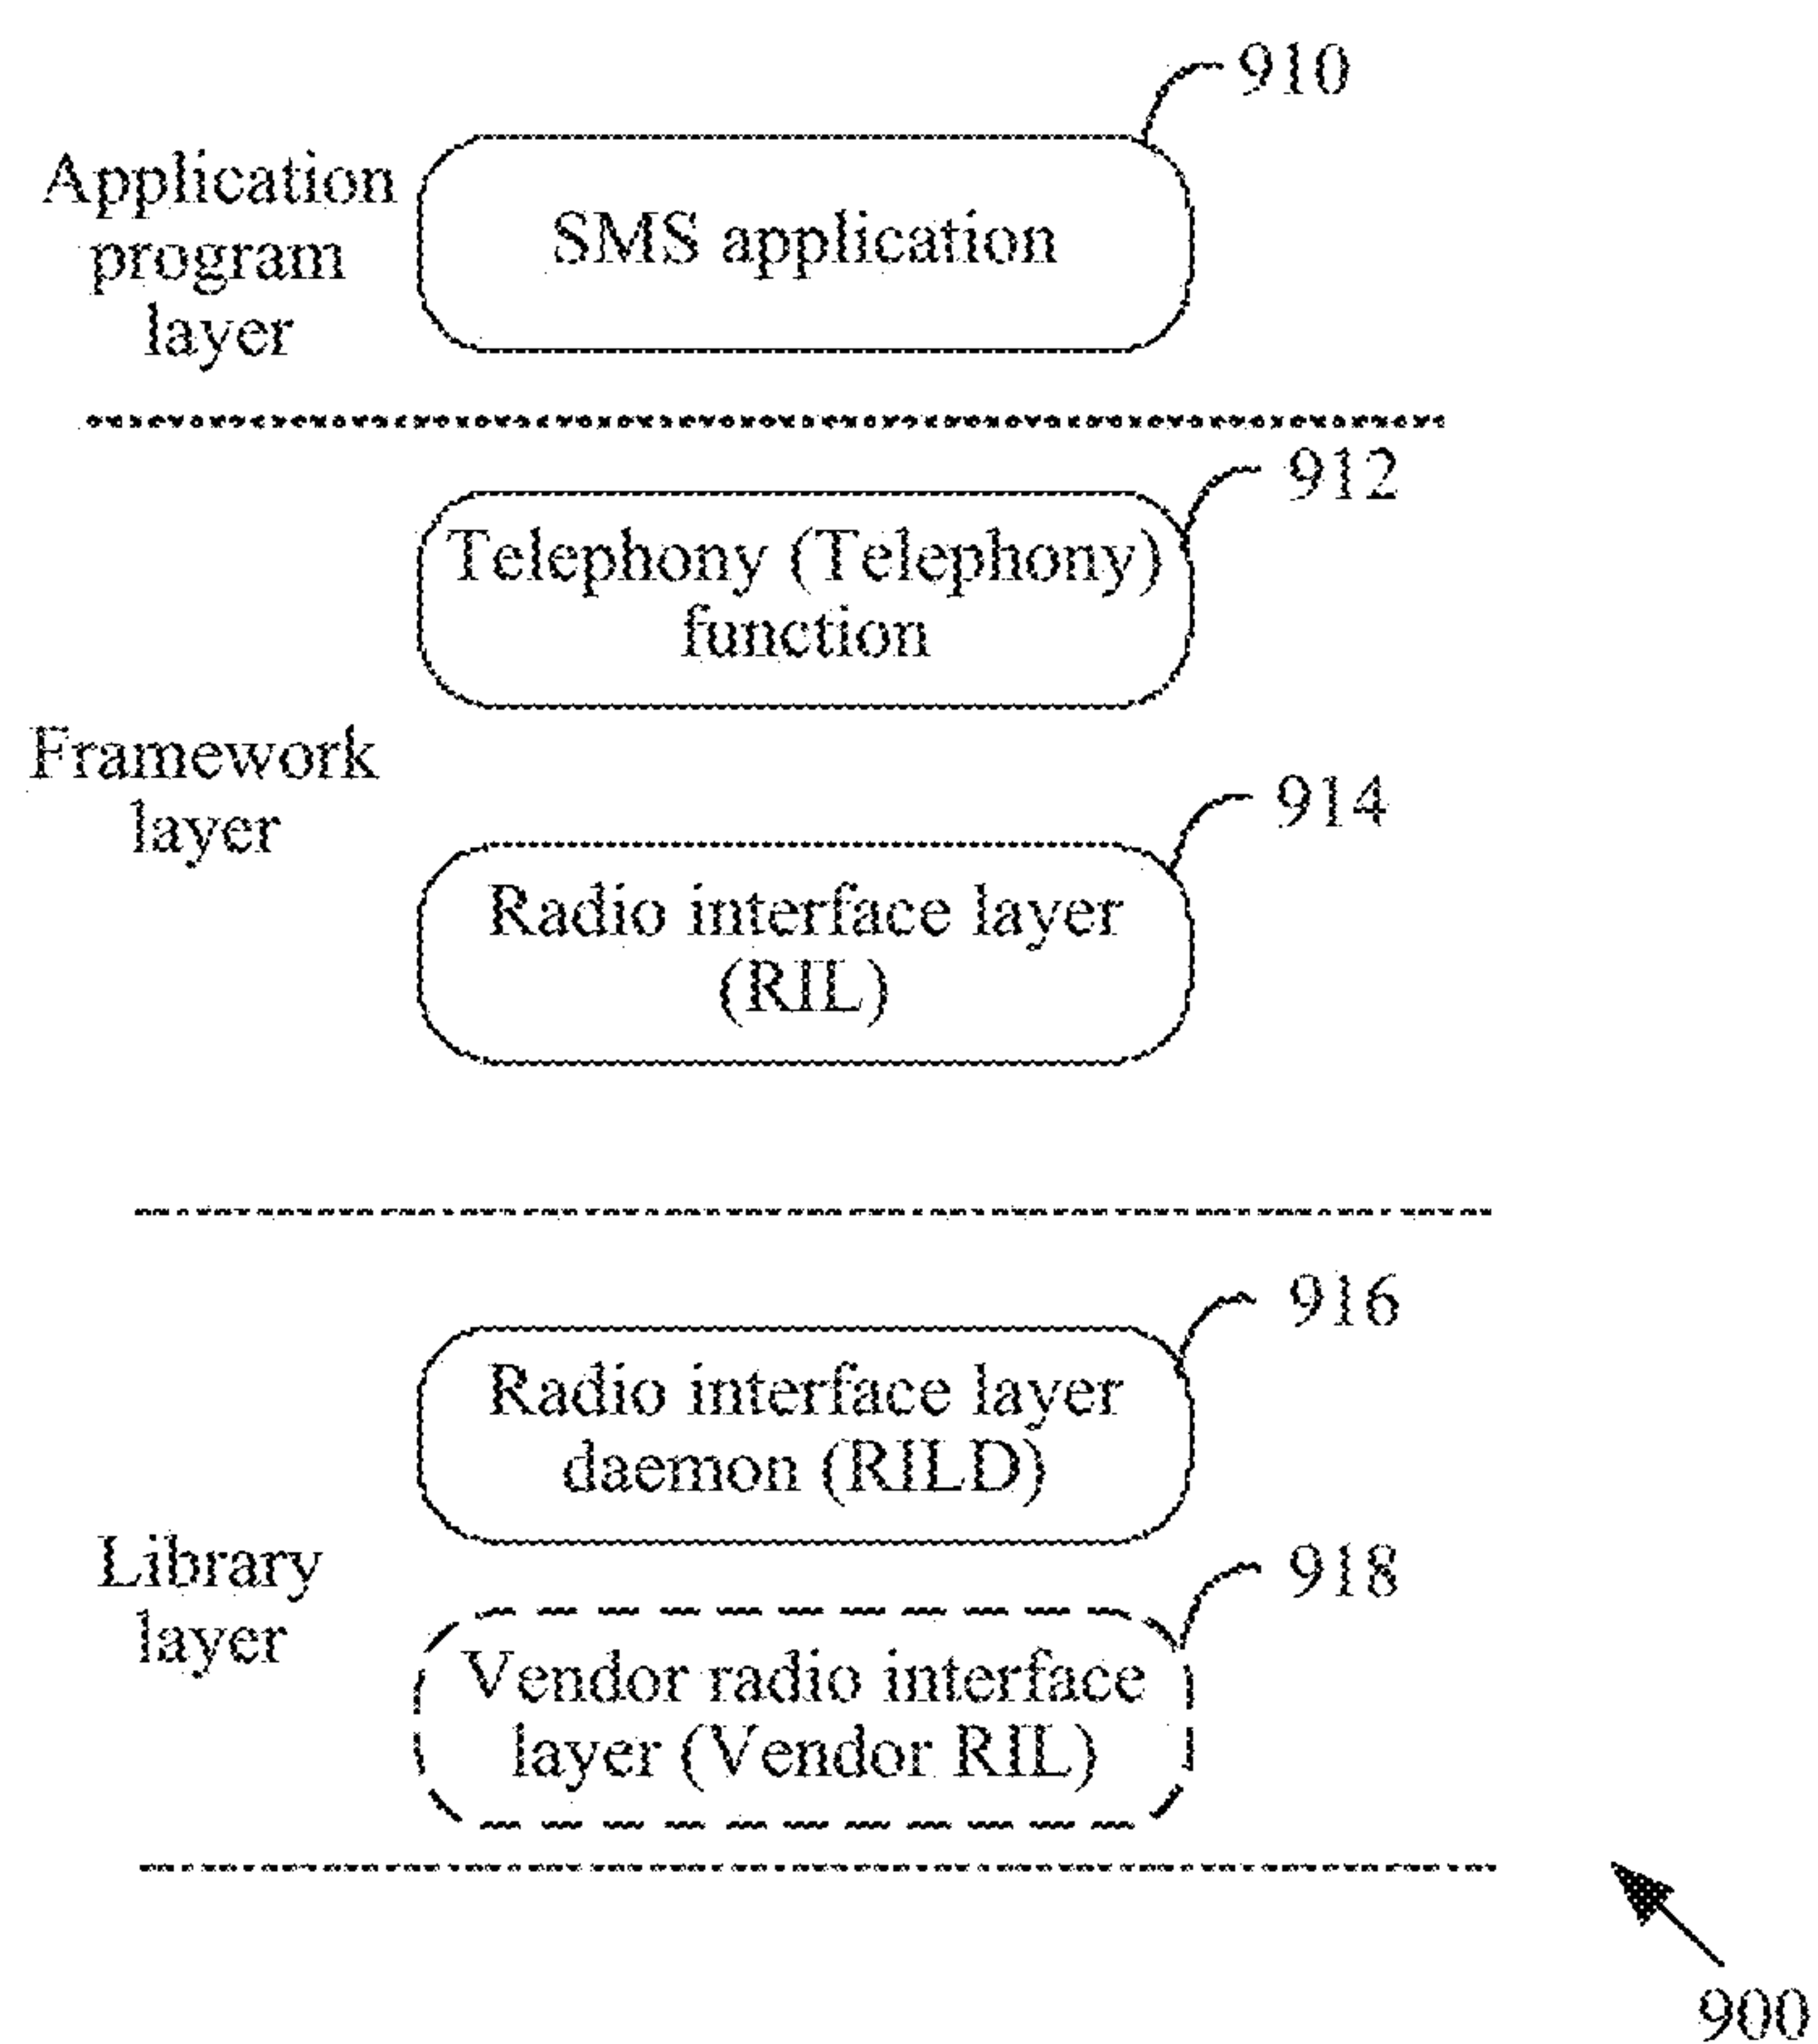 910
Application
program
layer
SMS application
912
Telephony (Telephony)
function
Framework
layer
914
Radio interface layer
(RIL)
916
Radio interface layer
daemon (RILD)
Library
layer
918
Vendor radio interface
layer (Vendor RIL)
900